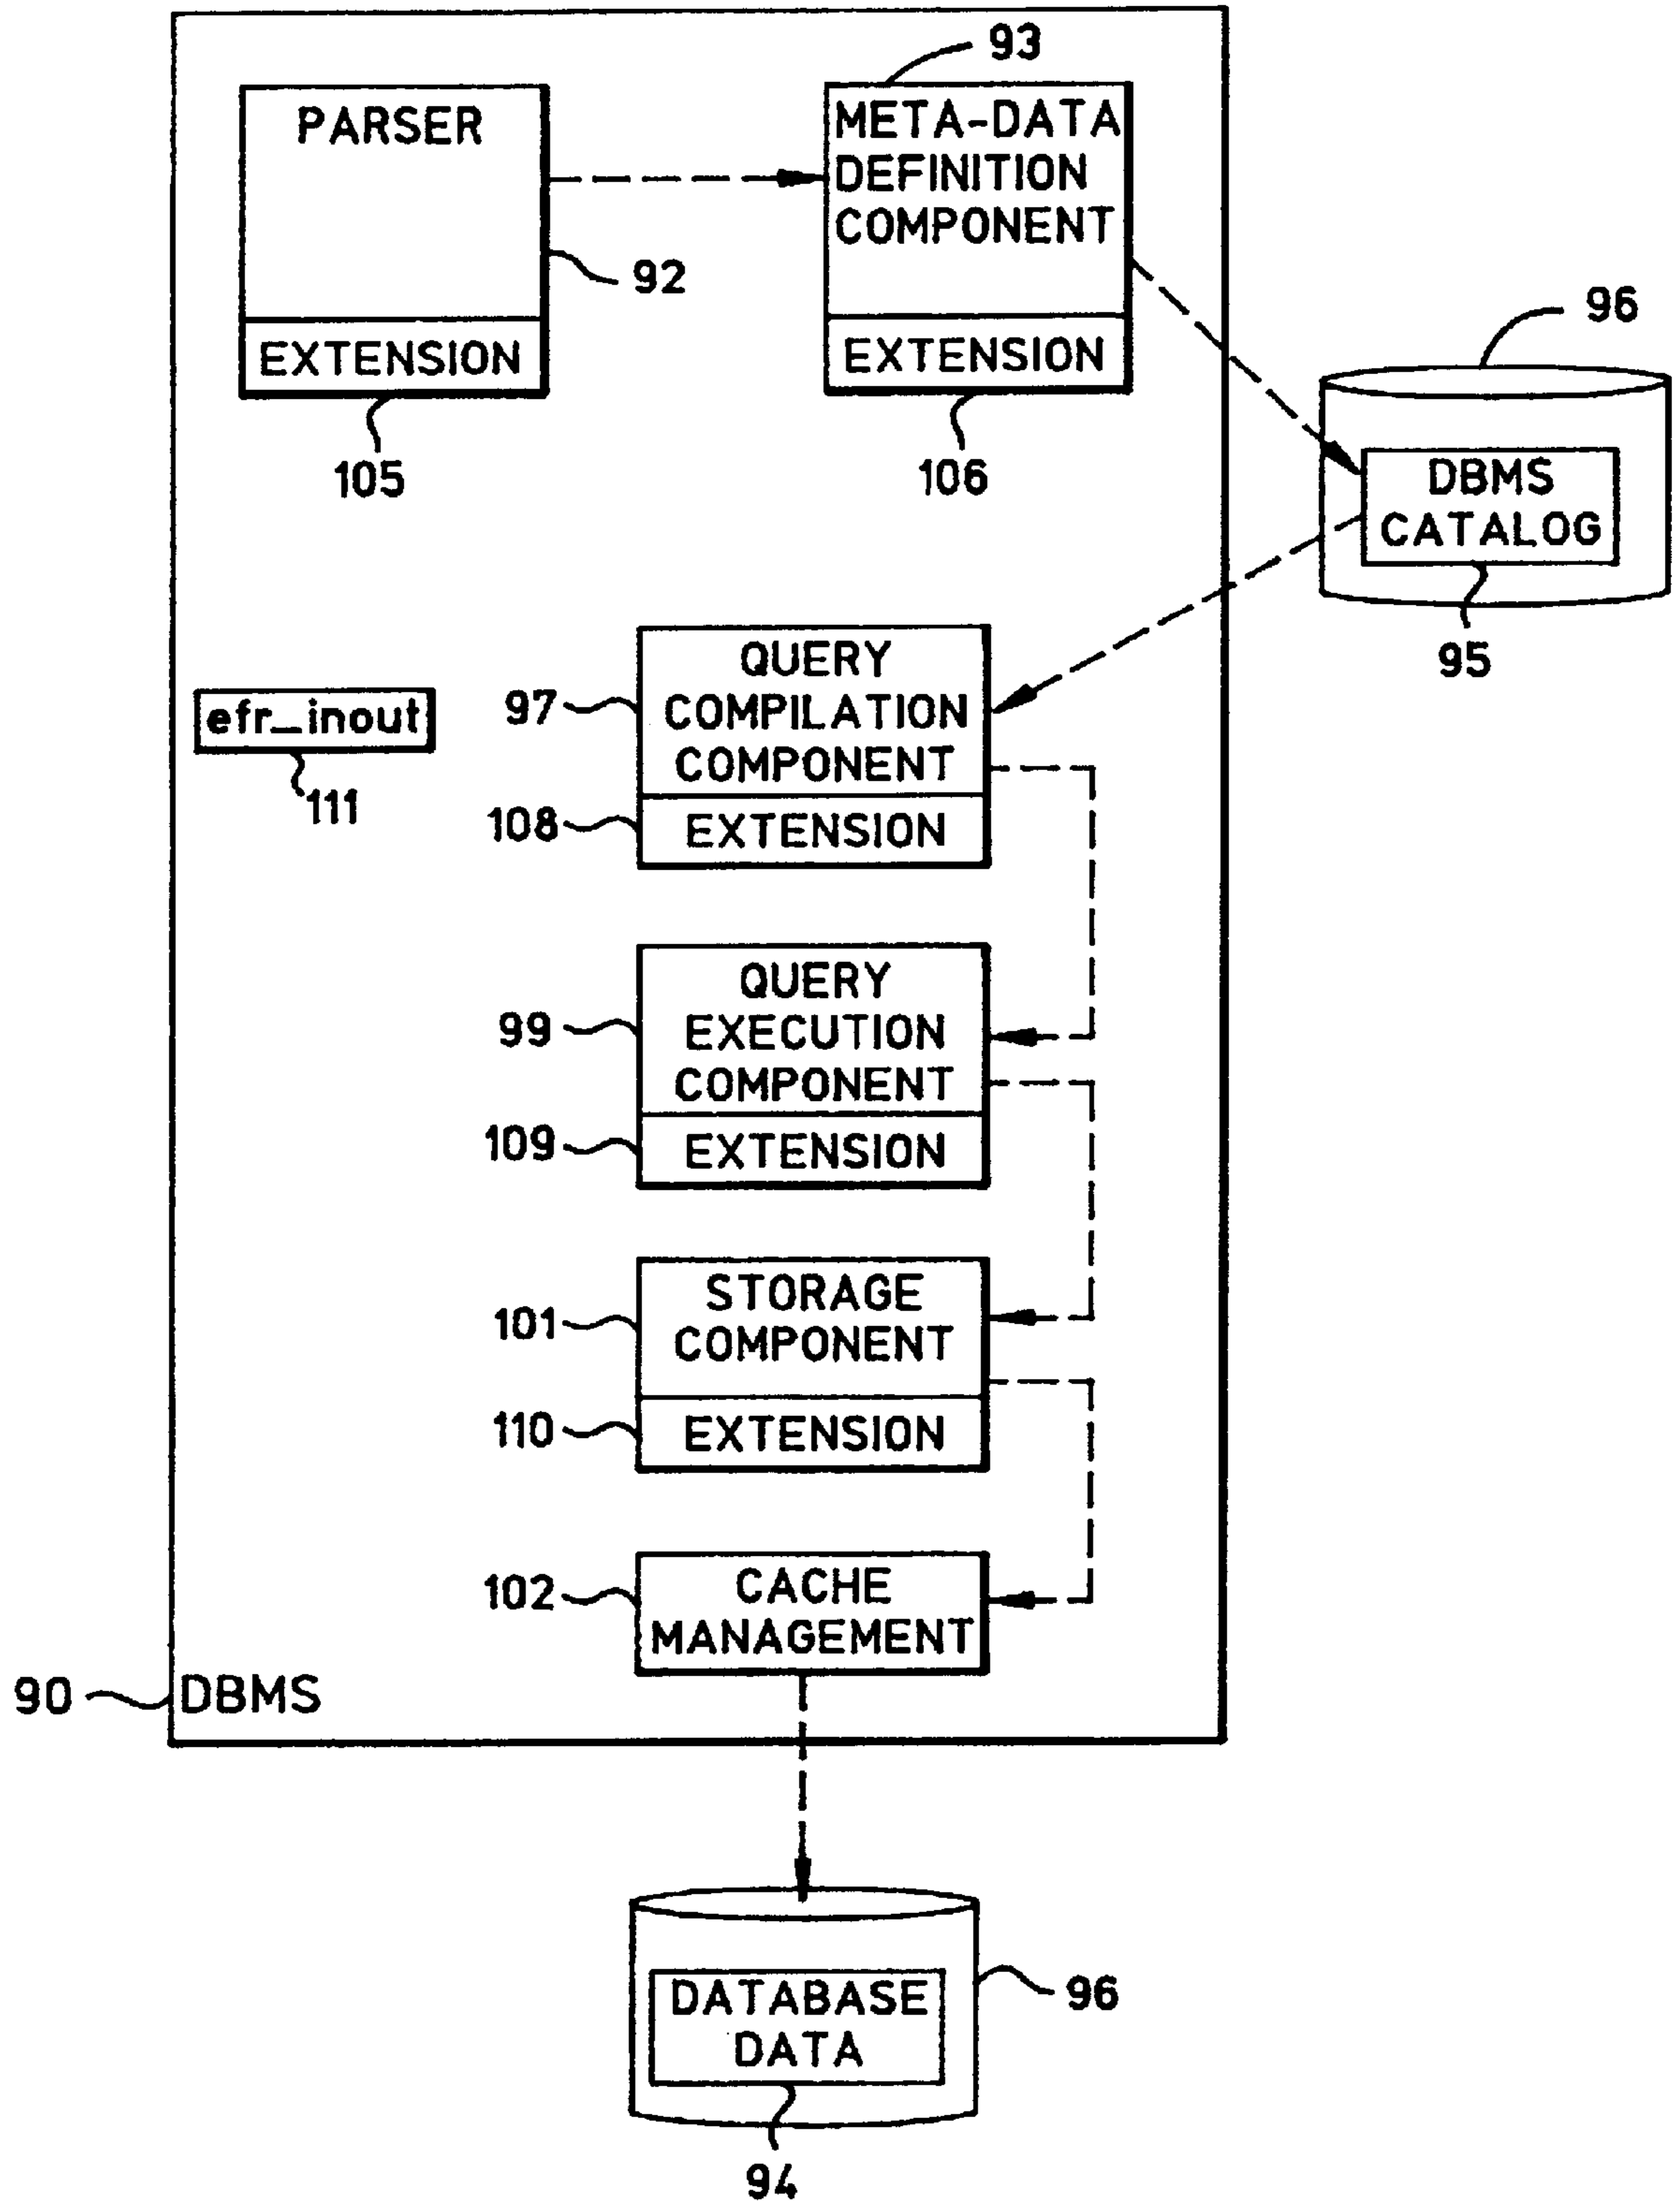 93
PARSER
META-DATA
DEFINITION
COMPONENT
92
EXTENSION
EXTENSION
105
106
96
DBMS
CATALOG
95
QUERY
COMPILATION
COMPONENT
97
efr_inout
111
108
EXTENSION
QUERY
EXECUTION
COMPONENT
99
109
EXTENSION
STORAGE
COMPONENT
101
110
EXTENSION
CACHE
MANAGEMENT
102
90
DBMS
DATABASE
DATA
96
94